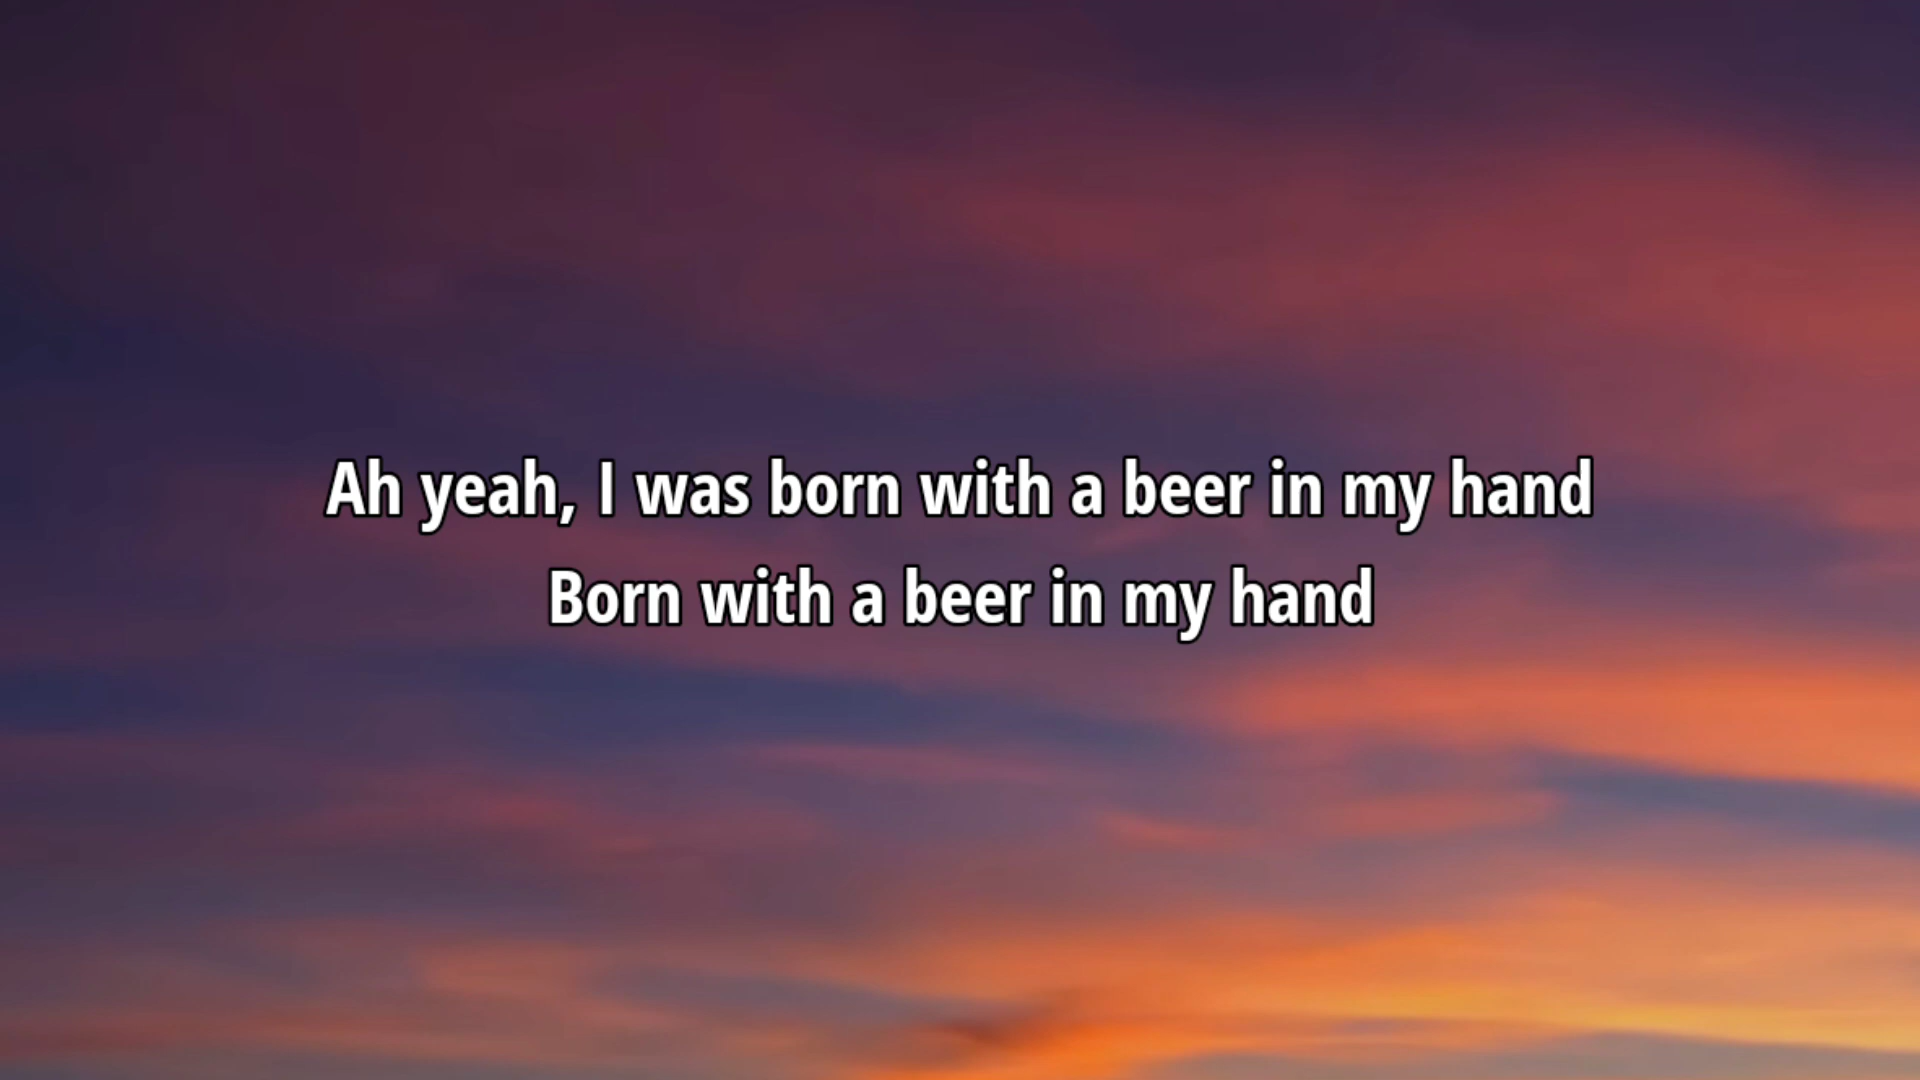 Ah yeah, I was born with a beer in my hand
Born with a beer in my hand